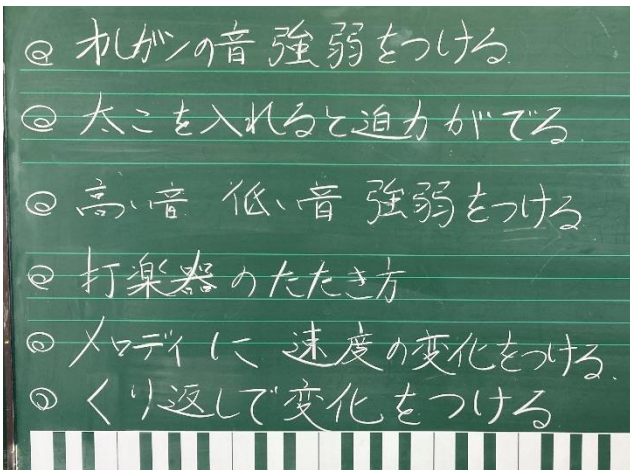 ◎ オルガンの音 強弱をつける
◎ 太こを入れると迫力がでる
◎ 高い音 低い音 強弱をつける
◎ 打楽器のたたき方
◎ メロディに 速度の変化をつける
◎ くり返しで変化をつける